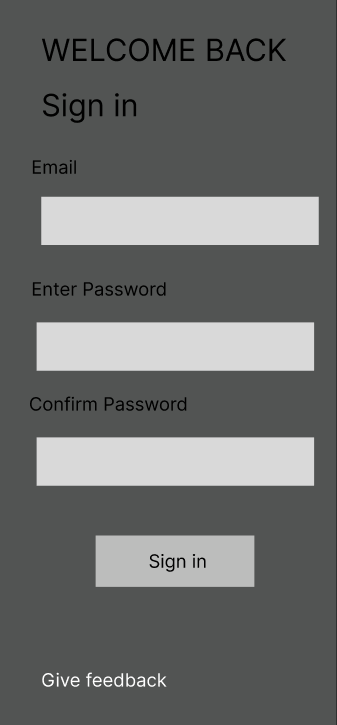 WELCOME BACK
Sign in
Email
Enter Password
Confirm Password
Sign in
Give feedback